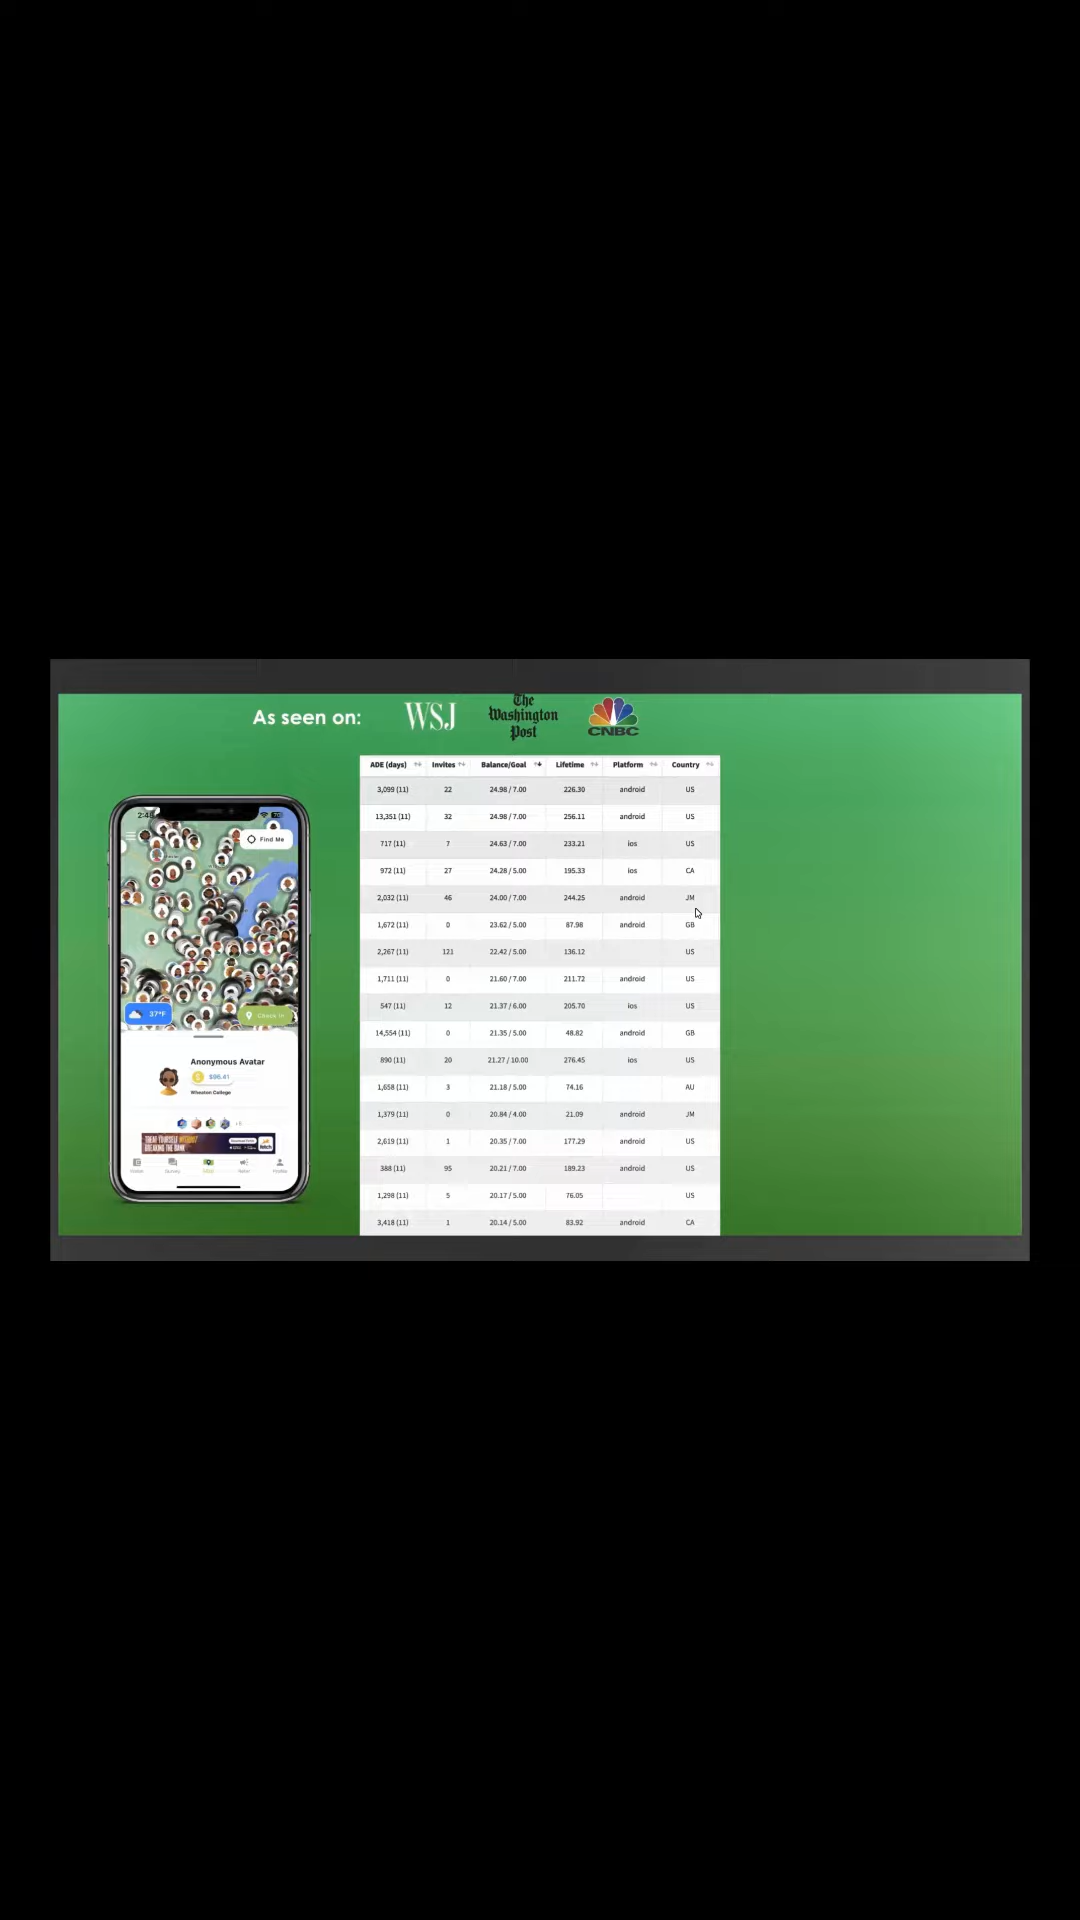 As seen on:
WSJ
The
Washington
Post
CNBC
ADE (days) Invites Balance/Goal Lifetime Platform Country
3,099 (11) 22 24.98 / 7.00 226.30 android US
13,351 (11) 32 24.98 / 7.00 256.11 android US
717 (11) 7 24.63 / 7.00 233.21 ios US
972 (11) 27 24.28 / 5.00 195.33 ios CA
2,032 (11) 46 24.00 / 7.00 244.25 android JM
1,672 (11) 0 23.62 / 5.00 87.98 android GB
2,267 (11) 121 22.42 / 5.00 136.12 US
1,711 (11) 0 21.60 / 7.00 211.72 android US
547 (11) 12 21.37 / 6.00 205.70 ios US
14,554 (11) 0 21.35 / 5.00 48.82 android GB
890 (11) 20 21.27 / 10.00 276.45 ios US
1,658 (11) 3 21.18 / 5.00 74.16 AU
1,379 (11) 0 20.84 / 4.00 21.09 android JM
2,619 (11) 1 20.35 / 7.00 177.29 android US
388 (11) 95 20.21 / 7.00 189.23 android US
1,298 (11) 5 20.17 / 5.00 76.05 US
3,418 (11) 1 20.14 / 5.00 83.92 android CA
Find Me
37°F
Check In
Anonymous Avatar
$96.41
Wheaton College
TREAT YOURSELF WITHOUT
BREAKING THE BANK